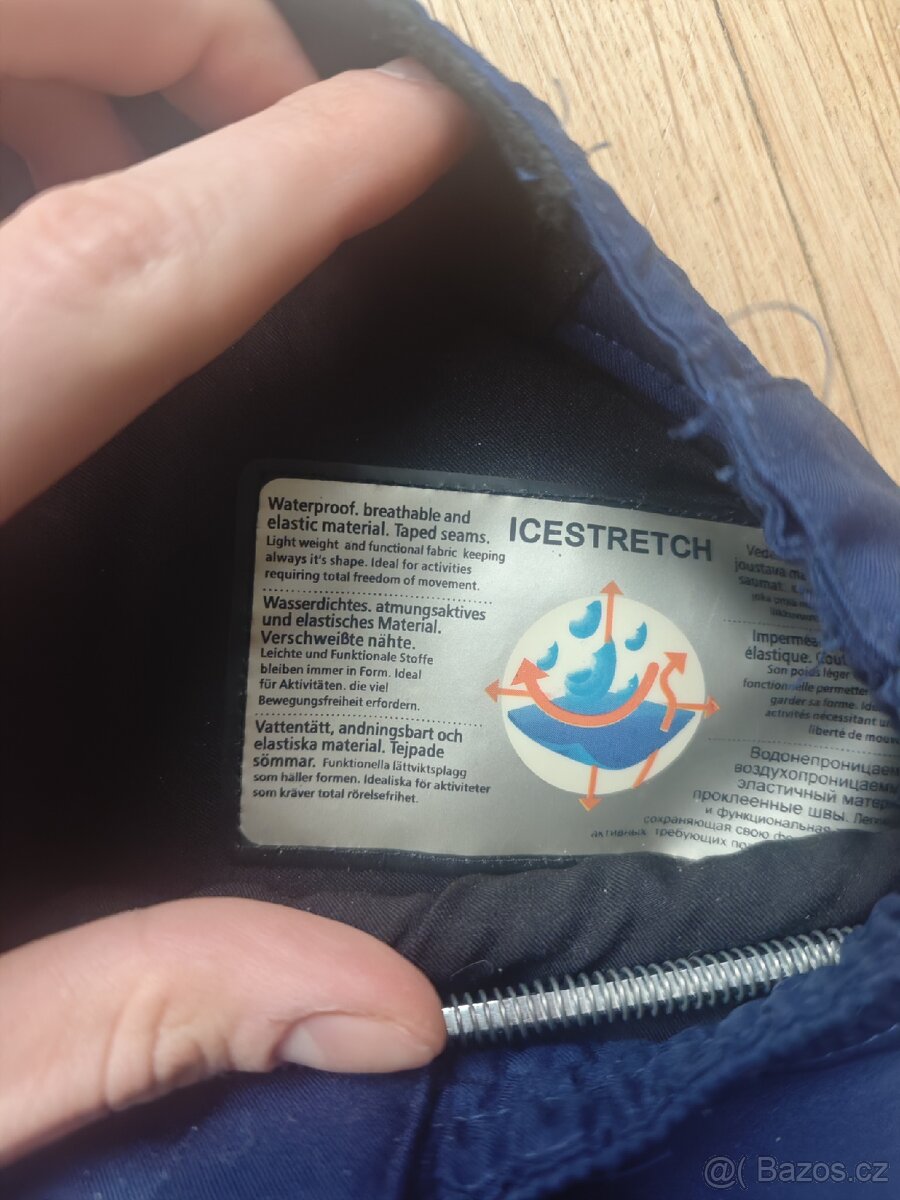 Waterproof. breathable and
elastic material. Taped seams.
Light weight and functional fabric keeping
always it's shape. Ideal for activities
requiring total freedom of movement.
Wasserdichtes. atmungsaktives
und elastisches Material.
Verschweißte nähte.
Leichte und Funktionale Stoffe
bleiben immer in Form. Ideal
für Aktivitäten. die viel
Bewegungsfreiheit erfordern.
Vattentätt, andningsbart och
elastiska material. Tejpade
sömmar. Funktionella lättviktsplagg
som håller formen. Idealiska för aktiviteter
som kräver total rörelsefrihet.
ICESTRETCH
joustava
saumat.
élastique.
Son poids léger
fonctionnelle
garder sa forme.
activités nécessitant
liberté de
Водонепроницаем
воздухопроницаем
эластичный матер
проклеенные швы.
и функциональная
сохраняющая свою
активных требующих
@( Bazos.cz